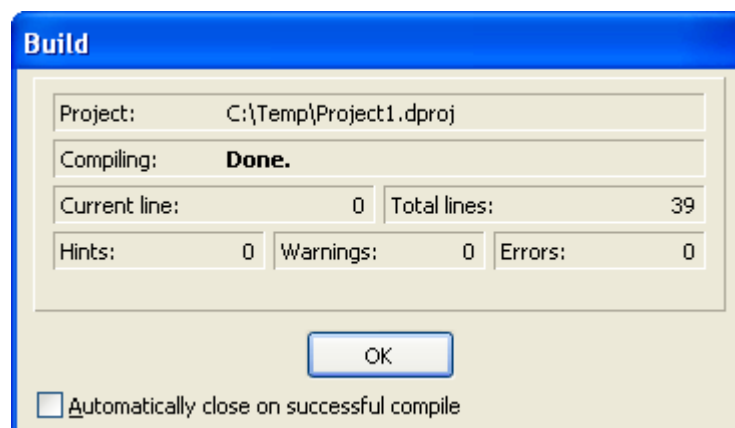 Build
Project: C:\Temp\Project1.dproj
Compiling: Done.
Current line: 0 Total lines: 39
Hints: 0 Warnings: 0 Errors: 0
OK
Automatically close on successful compile